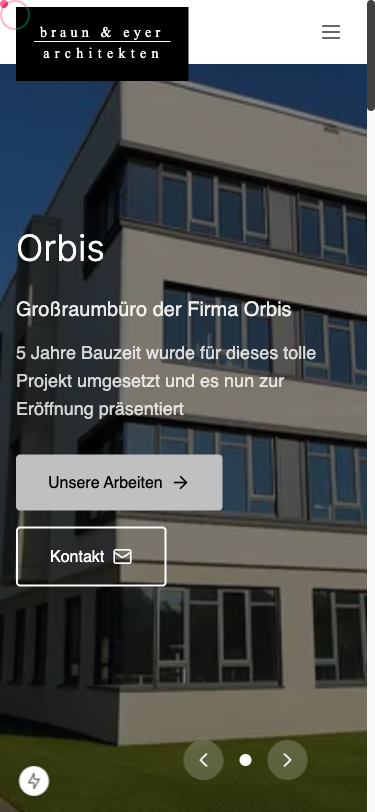 braun & eyer
architekten
Orbis
Großraumbüro der Firma Orbis
5 Jahre Bauzeit wurde für dieses tolle
Projekt umgesetzt und es nun zur
Eröffnung präsentiert
Unsere Arbeiten
Kontakt